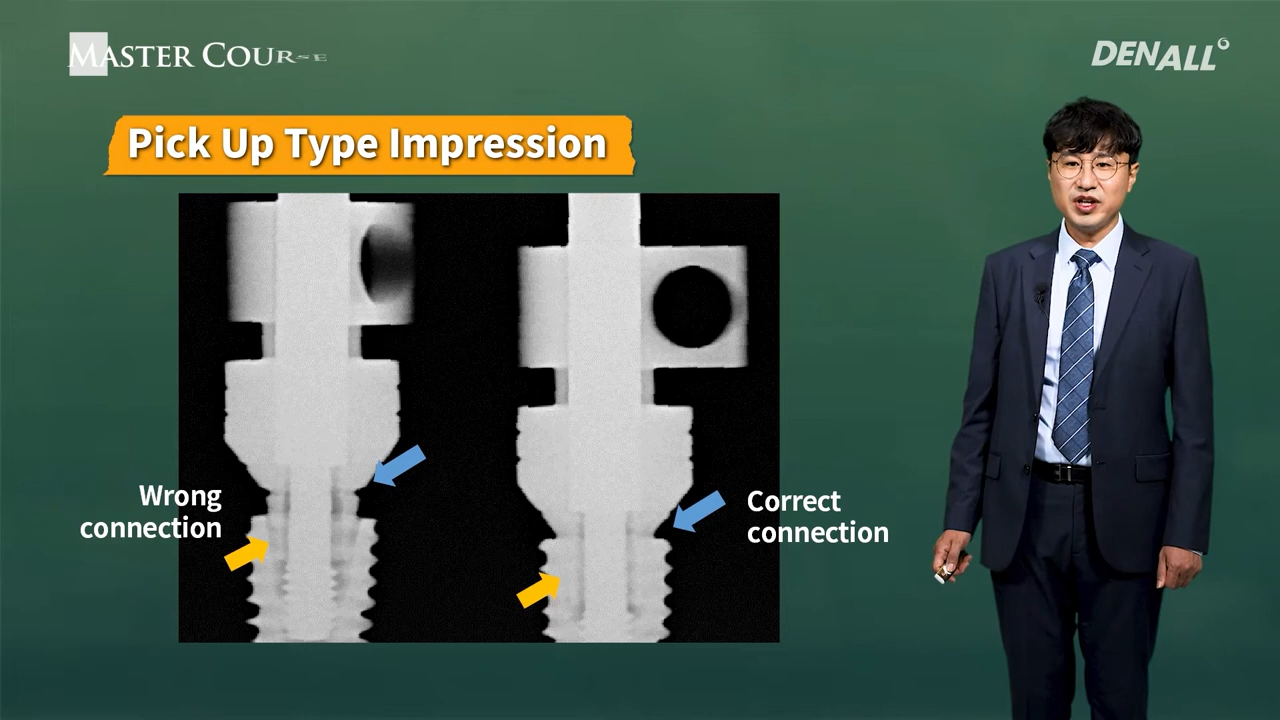 MASTER COURSE
DENALL
Pick Up Type Impression
Wrong
connection
Correct
connection